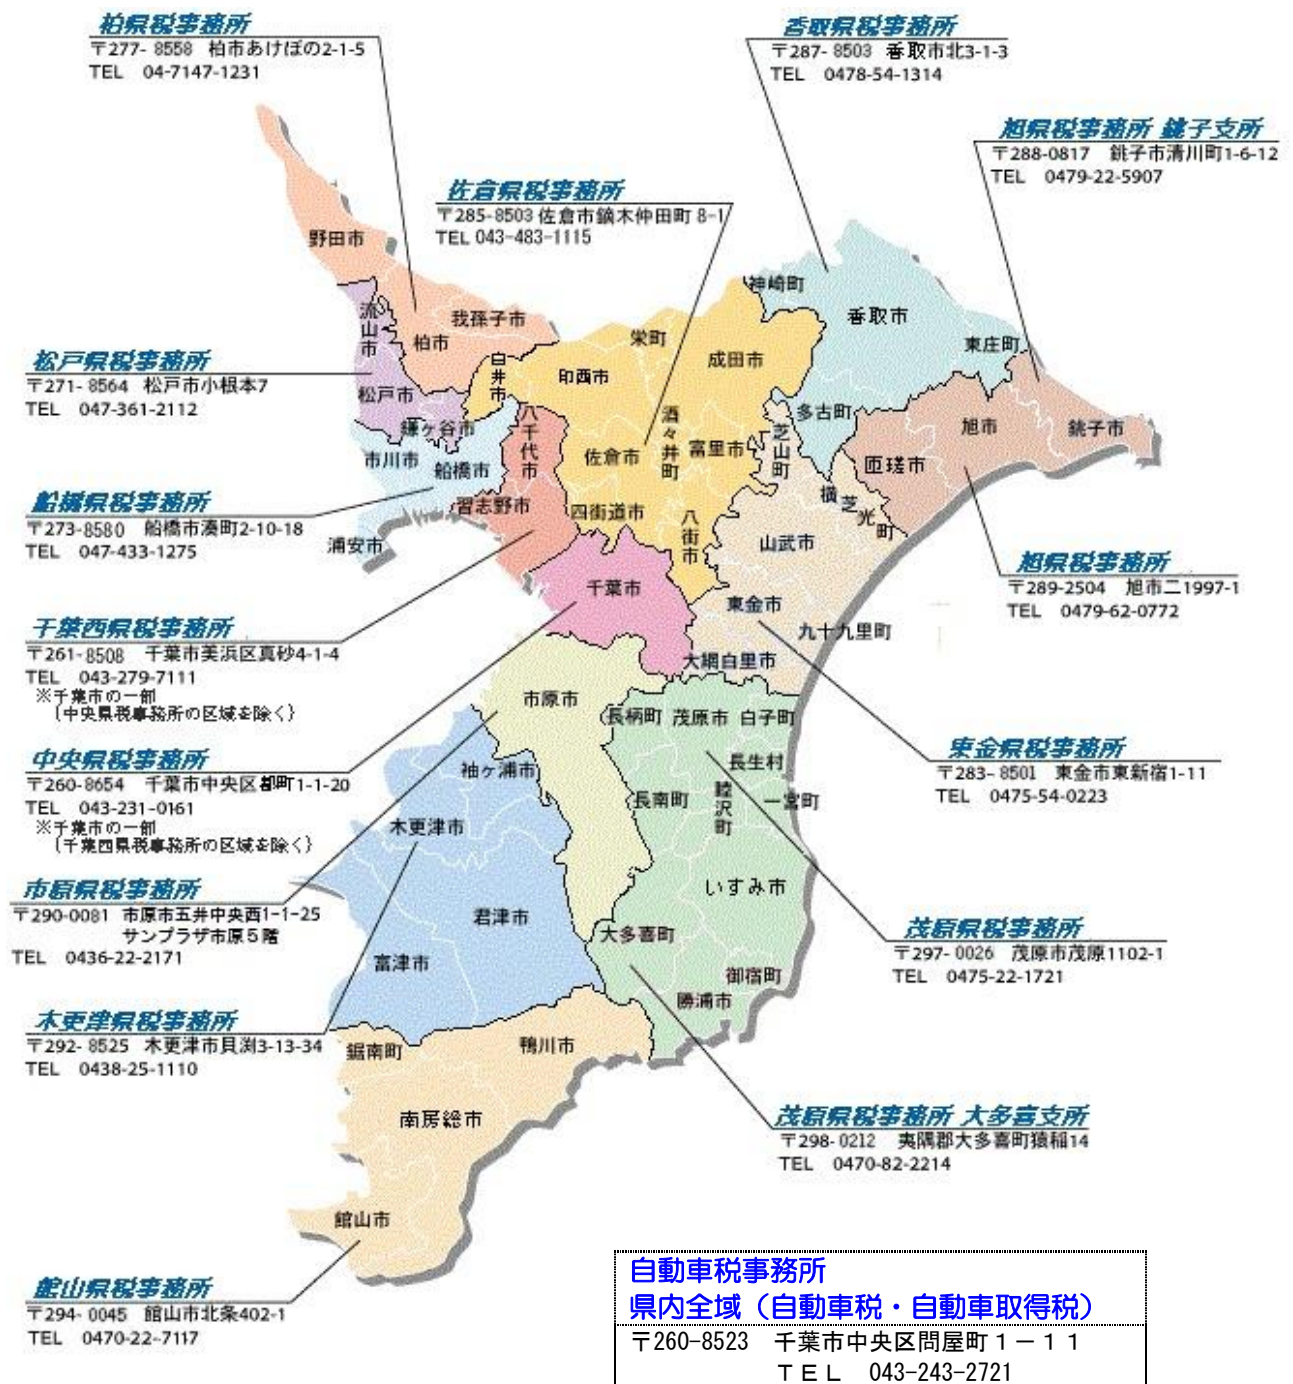 柏県税事務所
〒277-8558 柏市あけぼの2-1-5
TEL 04-7147-1231
香取県税事務所
〒287-8503 香取市北3-1-3
TEL 0478-54-1314
旭県税事務所 銚子支所
〒288-0817 銚子市清川町1-6-12
TEL 0479-22-5907
佐倉県税事務所
〒285-8503 佐倉市鏑木仲田町 8-1
TEL 043-483-1115
松戸県税事務所
〒271-8564 松戸市小根本7
TEL 047-361-2112
船橋県税事務所
〒273-8580 船橋市湊町2-10-18
TEL 047-433-1275
千葉西県税事務所
〒261-8508 千葉市美浜区真砂4-1-4
TEL 043-279-7111
※千葉市の一部
〔中央県税事務所の区域を除く〕
中央県税事務所
〒260-8654 千葉市中央区都町1-1-20
TEL 043-231-0161
※千葉市の一部
〔千葉西県税事務所の区域を除く〕
市原県税事務所
〒290-0081 市原市五井中央西1-1-25
サンプラザ市原5階
TEL 0436-22-2171
木更津県税事務所
〒292-8525 木更津市貝渕3-13-34
TEL 0438-25-1110
館山県税事務所
〒294-0045 館山市北条402-1
TEL 0470-22-7117
旭県税事務所
〒289-2504 旭市二1997-1
TEL 0479-62-0772
東金県税事務所
〒283-8501 東金市東新宿1-11
TEL 0475-54-0223
茂原県税事務所
〒297-0026 茂原市茂原1102-1
TEL 0475-22-1721
茂原県税事務所 大多喜支所
〒298-0212 夷隅郡大多喜町猿稲14
TEL 0470-82-2214
野田市
流山市
柏市
我孫子市
松戸市
鎌ヶ谷市
白井市
市川市
船橋市
浦安市
八千代市
習志野市
印西市
栄町
成田市
佐倉市
酒々井町
富里市
四街道市
八街市
神崎町
香取市
東庄町
多古町
芝山町
横芝光町
匝瑳市
旭市
銚子市
山武市
東金市
九十九里町
大網白里市
千葉市
市原市
長柄町
茂原市
白子町
長生村
長南町
睦沢町
一宮町
いすみ市
大多喜町
御宿町
勝浦市
袖ヶ浦市
木更津市
君津市
富津市
鋸南町
鴨川市
南房総市
館山市
自動車税事務所
県内全域（自動車税・自動車取得税）
〒260-8523 千葉市中央区問屋町１－１１
ＴＥＬ 043-243-2721